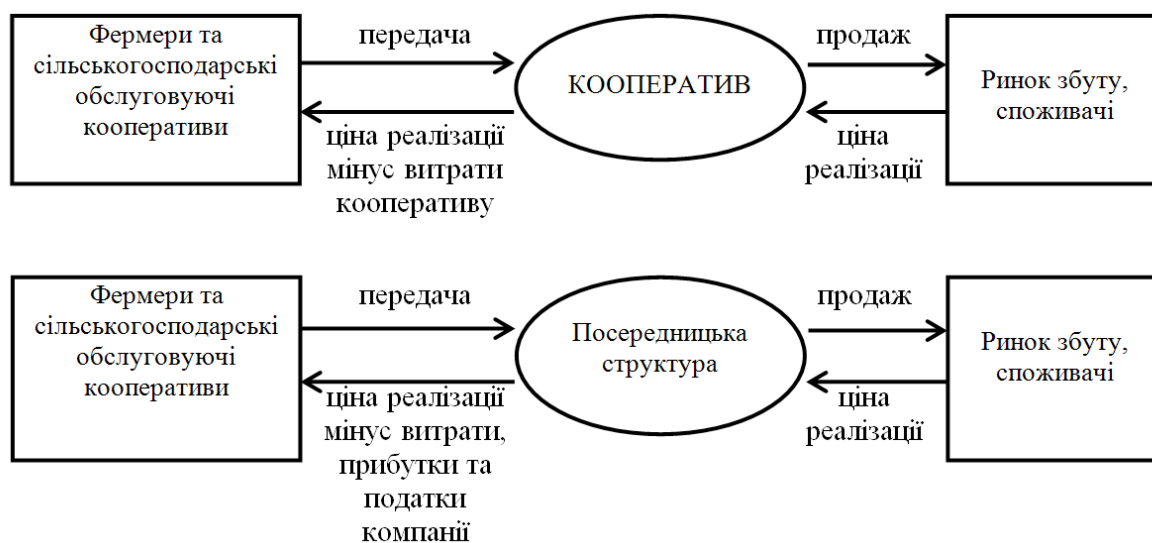 Фермери та
сільськогосподарські
обслуговуючі
кооперативи
передача
ціна реалізації
мінус витрати
кооперативу
КООПЕРАТИВ
продаж
ціна
реалізації
Ринок збуту,
споживачі
Фермери та
сільськогосподарські
обслуговуючі
кооперативи
передача
ціна реалізації
мінус витрати,
прибутки та
податки
компанії
Посередницька
структура
продаж
ціна
реалізації
Ринок збуту,
споживачі